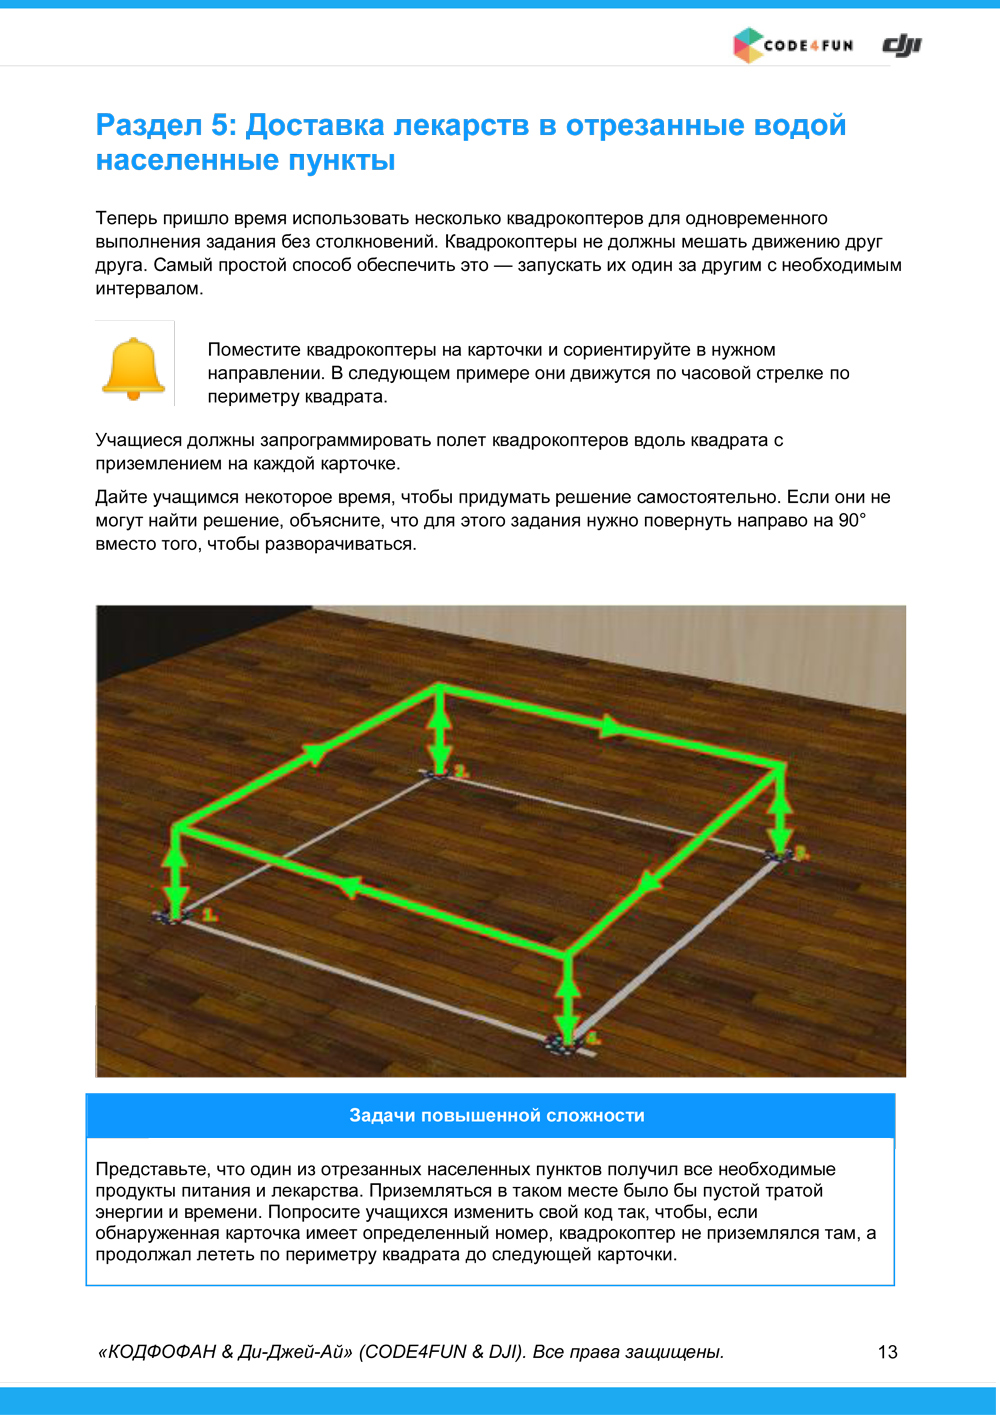 CODE4FUN dji
Раздел 5: Доставка лекарств в отрезанные водой
населенные пункты
Теперь пришло время использовать несколько квадрокоптеров для одновременного
выполнения задания без столкновений. Квадрокоптеры не должны мешать движению друг
друга. Самый простой способ обеспечить это — запускать их один за другим с необходимым
интервалом.
Поместите квадрокоптеры на карточки и сориентируйте в нужном
направлении. В следующем примере они движутся по часовой стрелке по
периметру квадрата.
Учащиеся должны запрограммировать полет квадрокоптеров вдоль квадрата с
приземлением на каждой карточке.
Дайте учащимся некоторое время, чтобы придумать решение самостоятельно. Если они не
могут найти решение, объясните, что для этого задания нужно повернуть направо на 90°
вместо того, чтобы разворачиваться.
2.
3.
1.
4.
Задачи повышенной сложности
Представьте, что один из отрезанных населенных пунктов получил все необходимые
продукты питания и лекарства. Приземляться в таком месте было бы пустой тратой
энергии и времени. Попросите учащихся изменить свой код так, чтобы, если
обнаруженная карточка имеет определенный номер, квадрокоптер не приземлялся там, а
продолжал лететь по периметру квадрата до следующей карточки.
«КОДФОФАН & Ди-Джей-Ай» (CODE4FUN & DJI). Все права защищены. 13